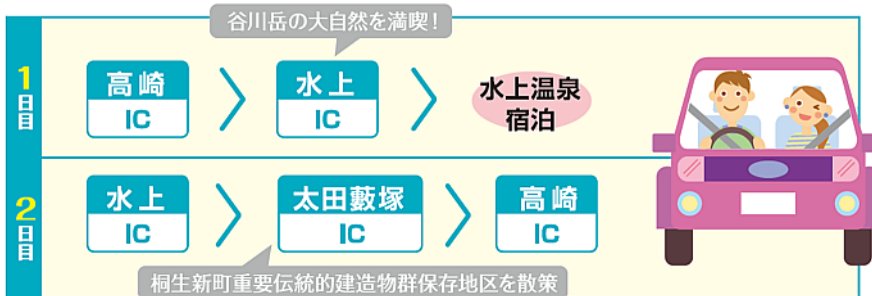 谷川岳の大自然を満喫!
1日目
高崎
IC
水上
IC
水上温泉
宿泊
2日目
水上
IC
太田藪塚
IC
高崎
IC
桐生新町重要伝統的建造物群保存地区を散策